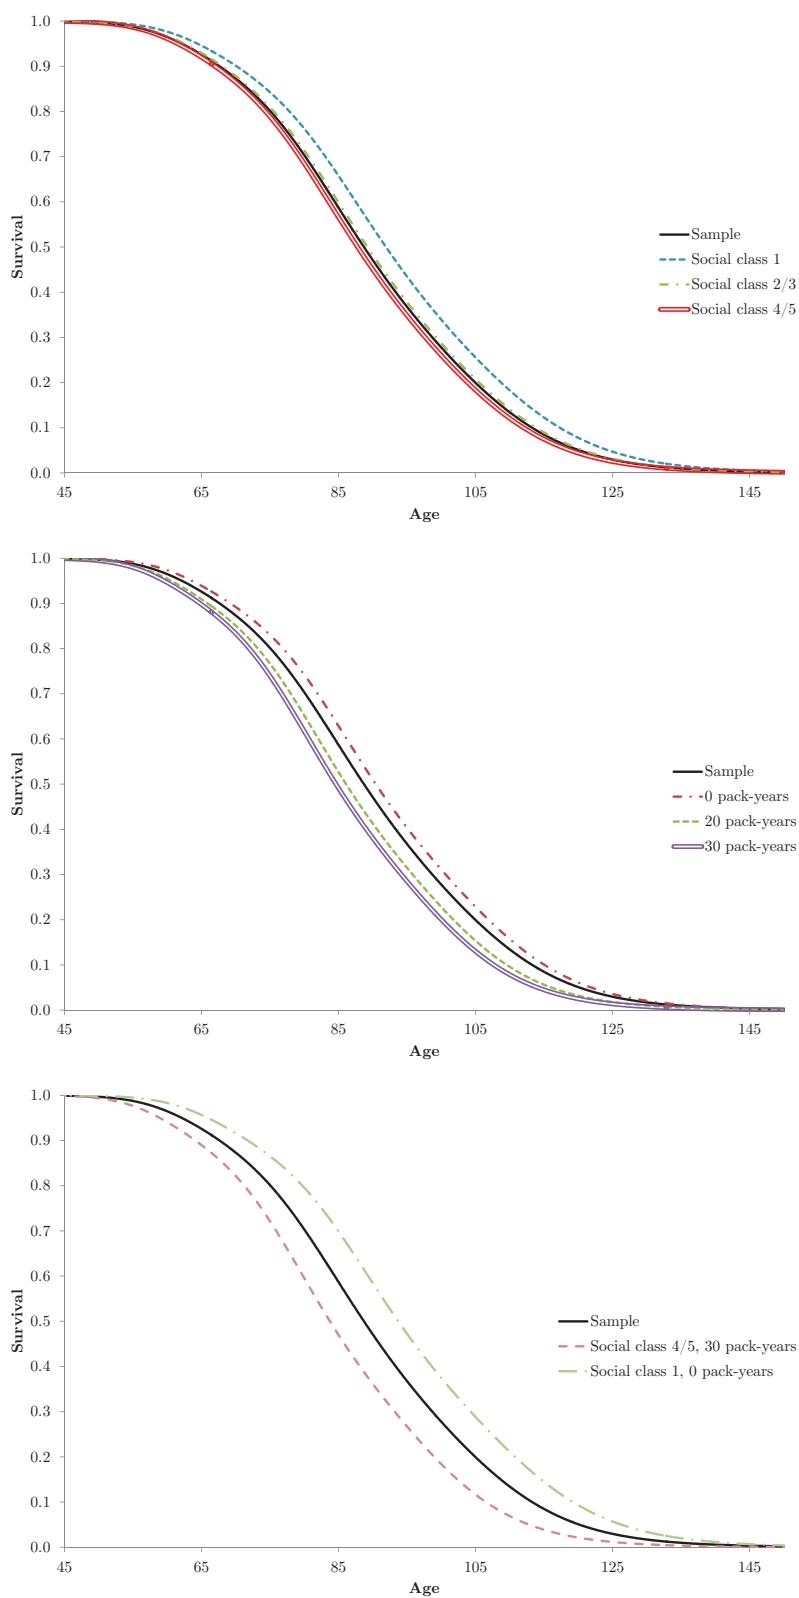 1.0
0.9
0.8
0.7
0.6
0.5
0.4
0.3
0.2
0.1
0.0
Survival
45 65 85 105 125 145
Age
Sample
Social class 1
Social class 2/3
Social class 4/5
1.0
0.9
0.8
0.7
0.6
0.5
0.4
0.3
0.2
0.1
0.0
Survival
45 65 85 105 125 145
Age
Sample
0 pack-years
20 pack-years
30 pack-years
1.0
0.9
0.8
0.7
0.6
0.5
0.4
0.3
0.2
0.1
0.0
Survival
45 65 85 105 125 145
Age
Sample
Social class 4/5, 30 pack-years
Social class 1, 0 pack-years